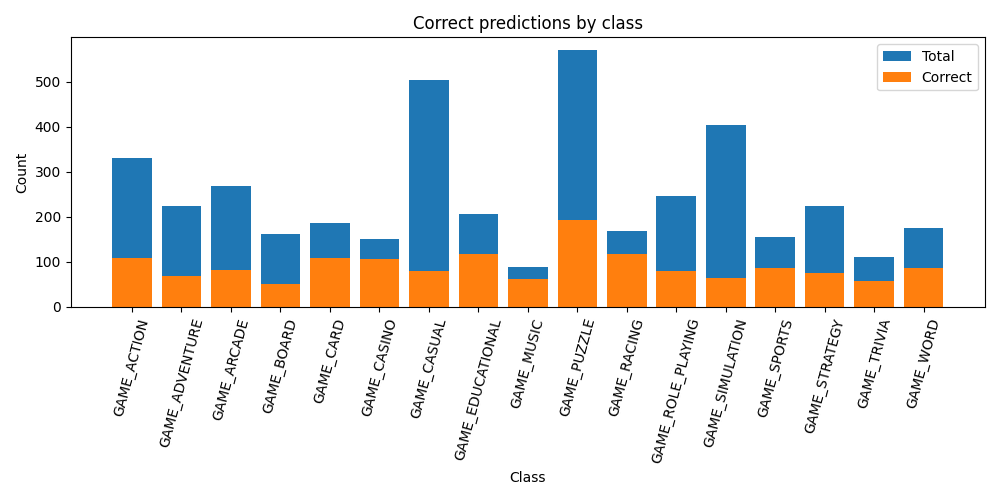 Correct predictions by class
Total
Correct
Count
500
400
300
200
100
0
GAME_ACTION
GAME_ADVENTURE
GAME_ARCADE
GAME_BOARD
GAME_CARD
GAME_CASINO
GAME_CASUAL
GAME_EDUCATIONAL
GAME_MUSIC
GAME_PUZZLE
GAME_RACING
GAME_ROLE_PLAYING
GAME_SIMULATION
GAME_SPORTS
GAME_STRATEGY
GAME_TRIVIA
GAME_WORD
Class